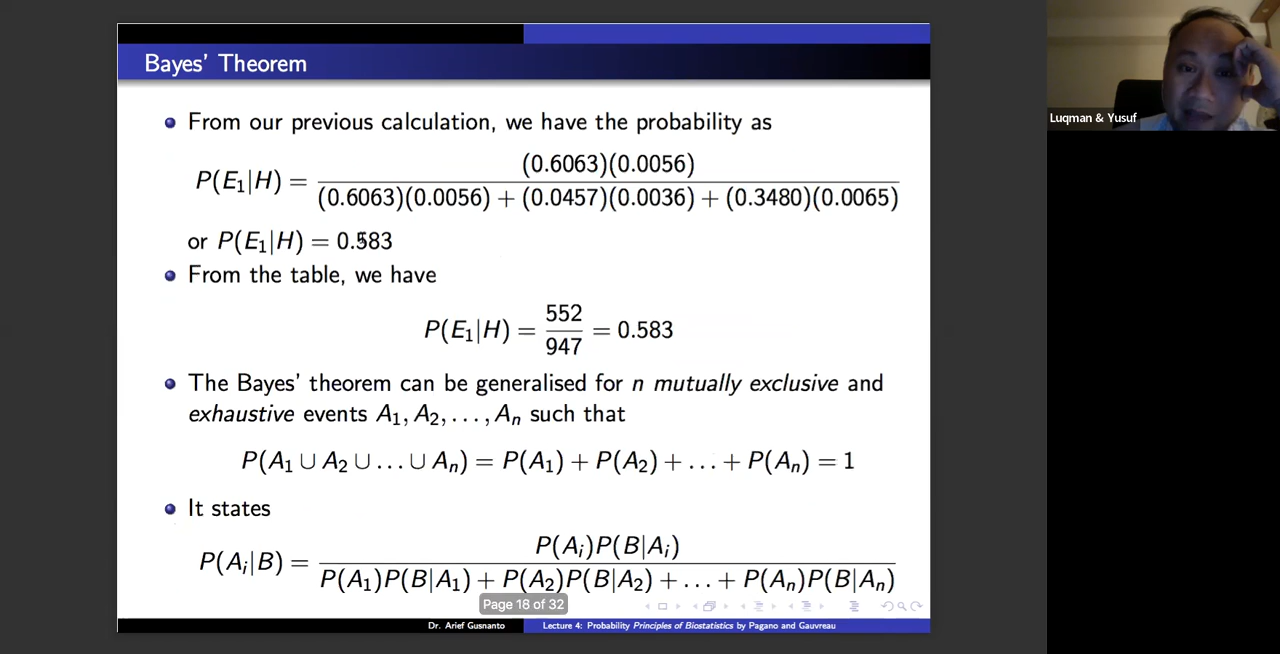 Bayes' Theorem
From our previous calculation, we have the probability as
P(E₁|H) = (0.6063)(0.0056) / (0.6063)(0.0056) + (0.0457)(0.0036) + (0.3480)(0.0065)
or P(E₁|H) = 0.583
From the table, we have
P(E₁|H) = 552 / 947 = 0.583
The Bayes' theorem can be generalised for n mutually exclusive and
exhaustive events A₁, A₂, . . . , Aₙ such that
P(A₁ ∪ A₂ ∪ . . . ∪ Aₙ) = P(A₁) + P(A₂) + . . . + P(Aₙ) = 1
It states
P(Aᵢ|B) = P(Aᵢ)P(B|Aᵢ) / P(A₁)P(B|A₁) + P(A₂)P(B|A₂) + . . . + P(Aₙ)P(B|Aₙ)
Page 18 of 32
Dr. Arief Gusnanto
Lecture 4: Probability Principles of Biostatistics by Pagano and Gauvreau
Luqman & Yusuf